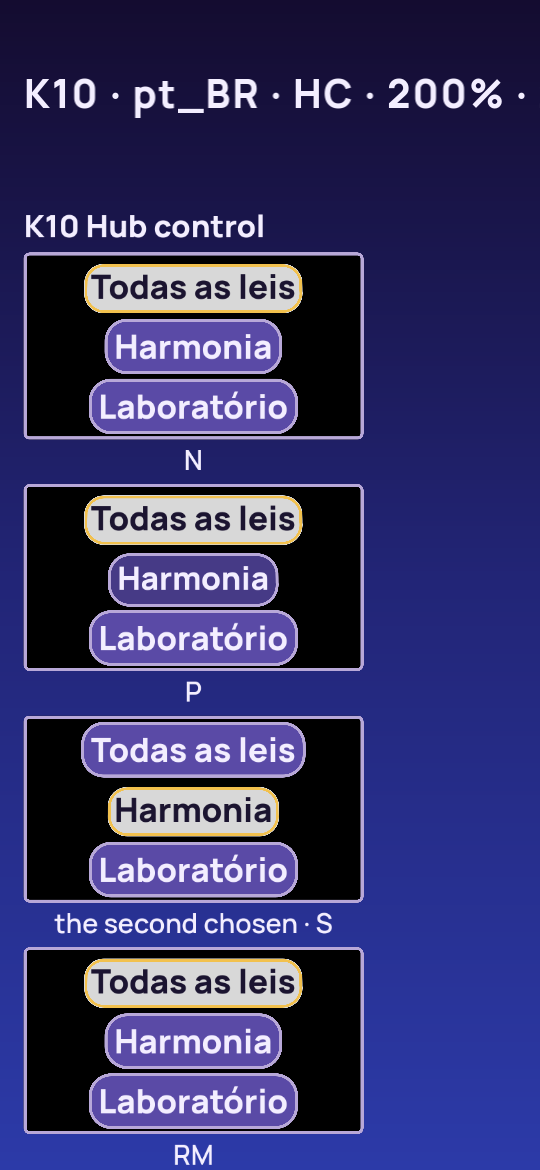 K10 · pt_BR · HC · 200% ·
K10 Hub control
Todas as leis
Harmonia
Laboratório
N
Todas as leis
Harmonia
Laboratório
P
Todas as leis
Harmonia
Laboratório
the second chosen · S
Todas as leis
Harmonia
Laboratório
RM